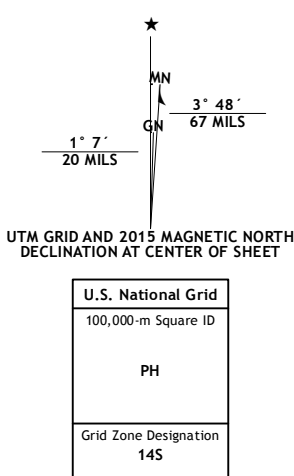 ★
MN
GN
3° 48´
67 MILS
1° 7´
20 MILS
UTM GRID AND 2015 MAGNETIC NORTH
DECLINATION AT CENTER OF SHEET
U.S. National Grid
100,000-m Square ID
PH
Grid Zone Designation
14S